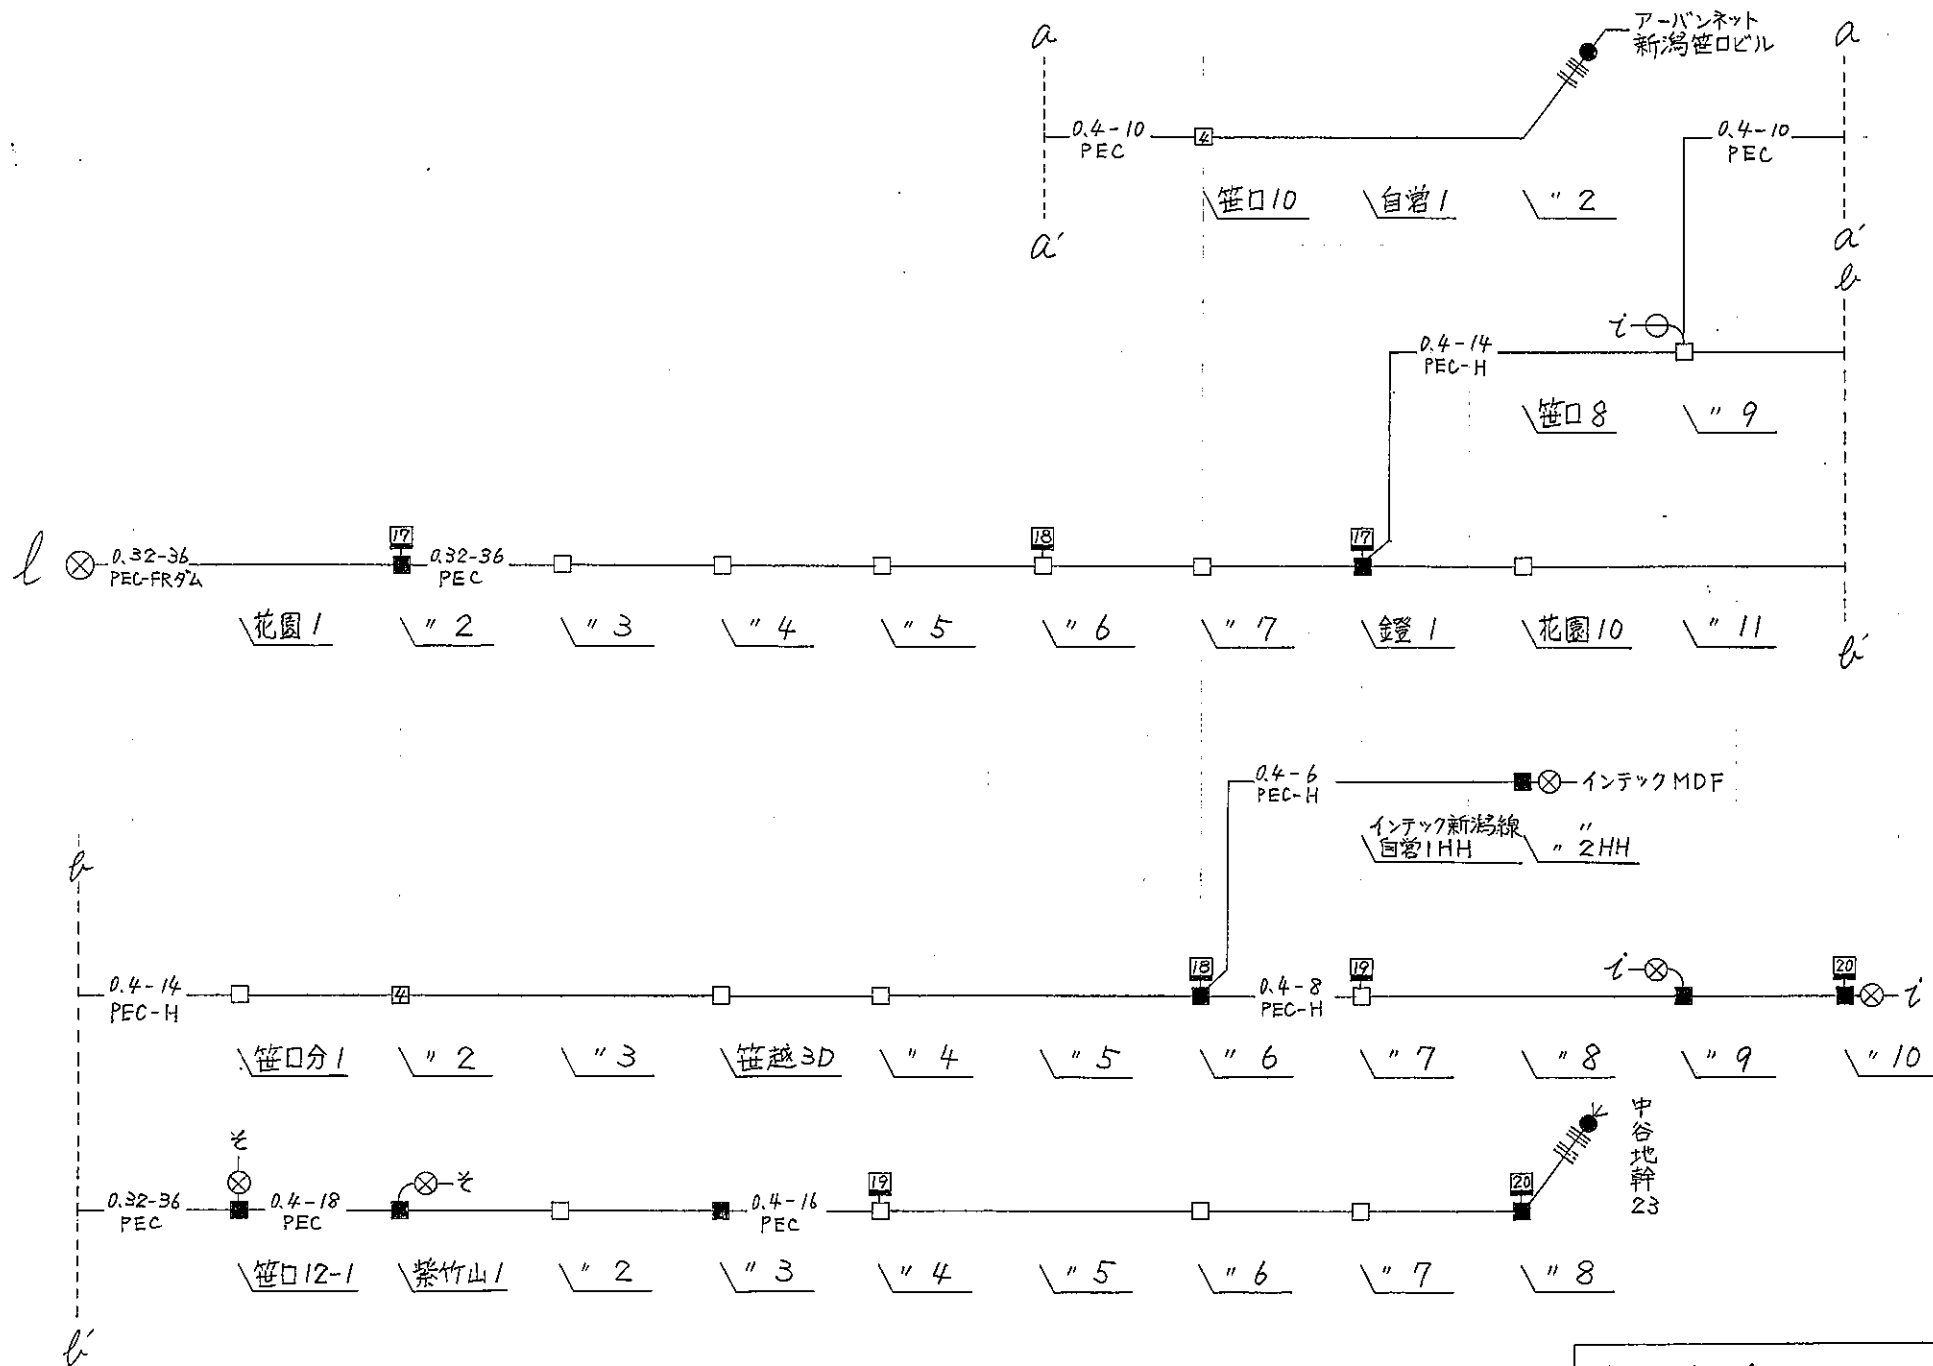 a
アーバンネット
新潟笹口ビル
a
0.4-10
PEC
4
0.4-10
PEC
笹口10
自営1
〃 2
a'
a'
b
i
0.4-14
PEC-H
笹口8
〃 9
l
0.32-36
PEC-FRダム
17
0.32-36
PEC
18
17
花園1
〃 2
〃 3
〃 4
〃 5
〃 6
〃 7
鐙1
花園10
〃 11
b'
0.4-6
PEC-H
インテックMDF
インテック新潟線
自営1HH
〃
〃 2HH
b
0.4-14
PEC-H
4
18
0.4-8
PEC-H
19
i
20
i
笹口分1
〃 2
〃 3
笹越3D
〃 4
〃 5
〃 6
〃 7
〃 8
〃 9
〃 10
そ
0.32-36
PEC
0.4-18
PEC
そ
0.4-16
PEC
19
20
中谷地幹23
笹口12-1
紫竹山1
〃 2
〃 3
〃 4
〃 5
〃 6
〃 7
〃 8
b'